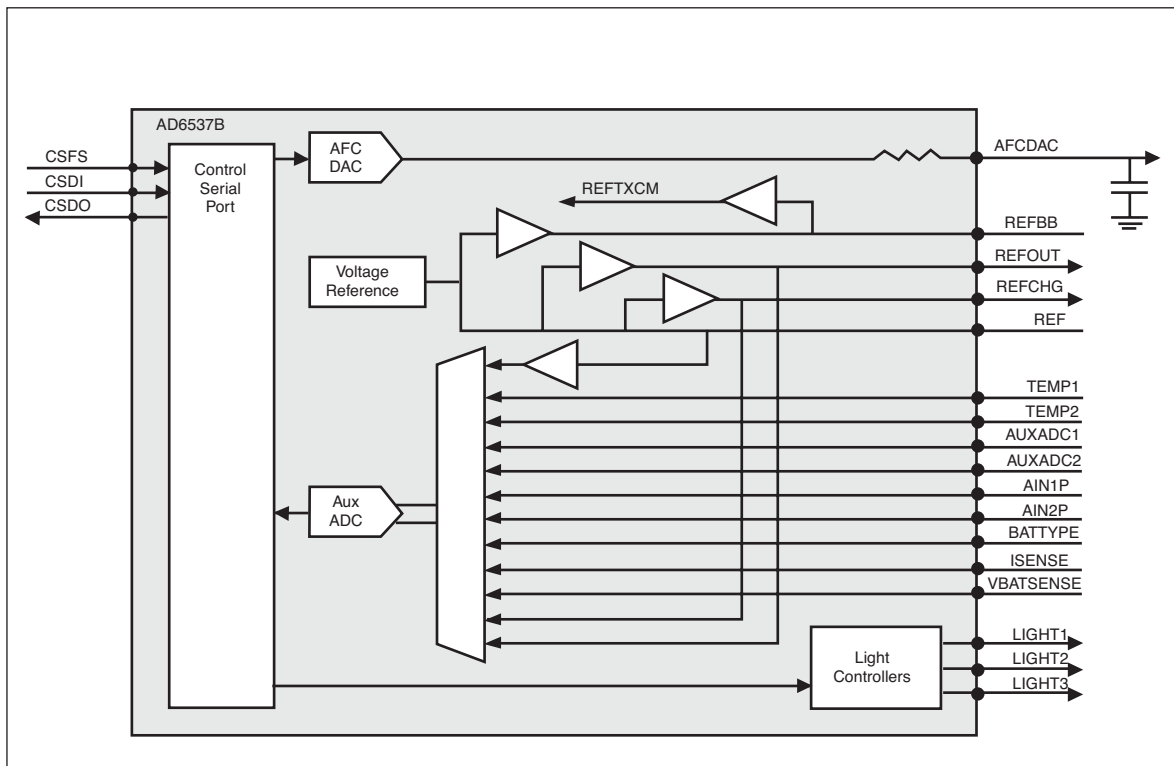 AD6537B
CSFS
CSDI
CSDO
Control
Serial
Port
AFC
DAC
AFCDAC
REFTXCM
REFBB
REFOUT
REFCHG
REF
Voltage
Reference
TEMP1
TEMP2
AUXADC1
AUXADC2
AIN1P
AIN2P
BATTYPE
ISENSE
VBATSENSE
Aux
ADC
Light
Controllers
LIGHT1
LIGHT2
LIGHT3